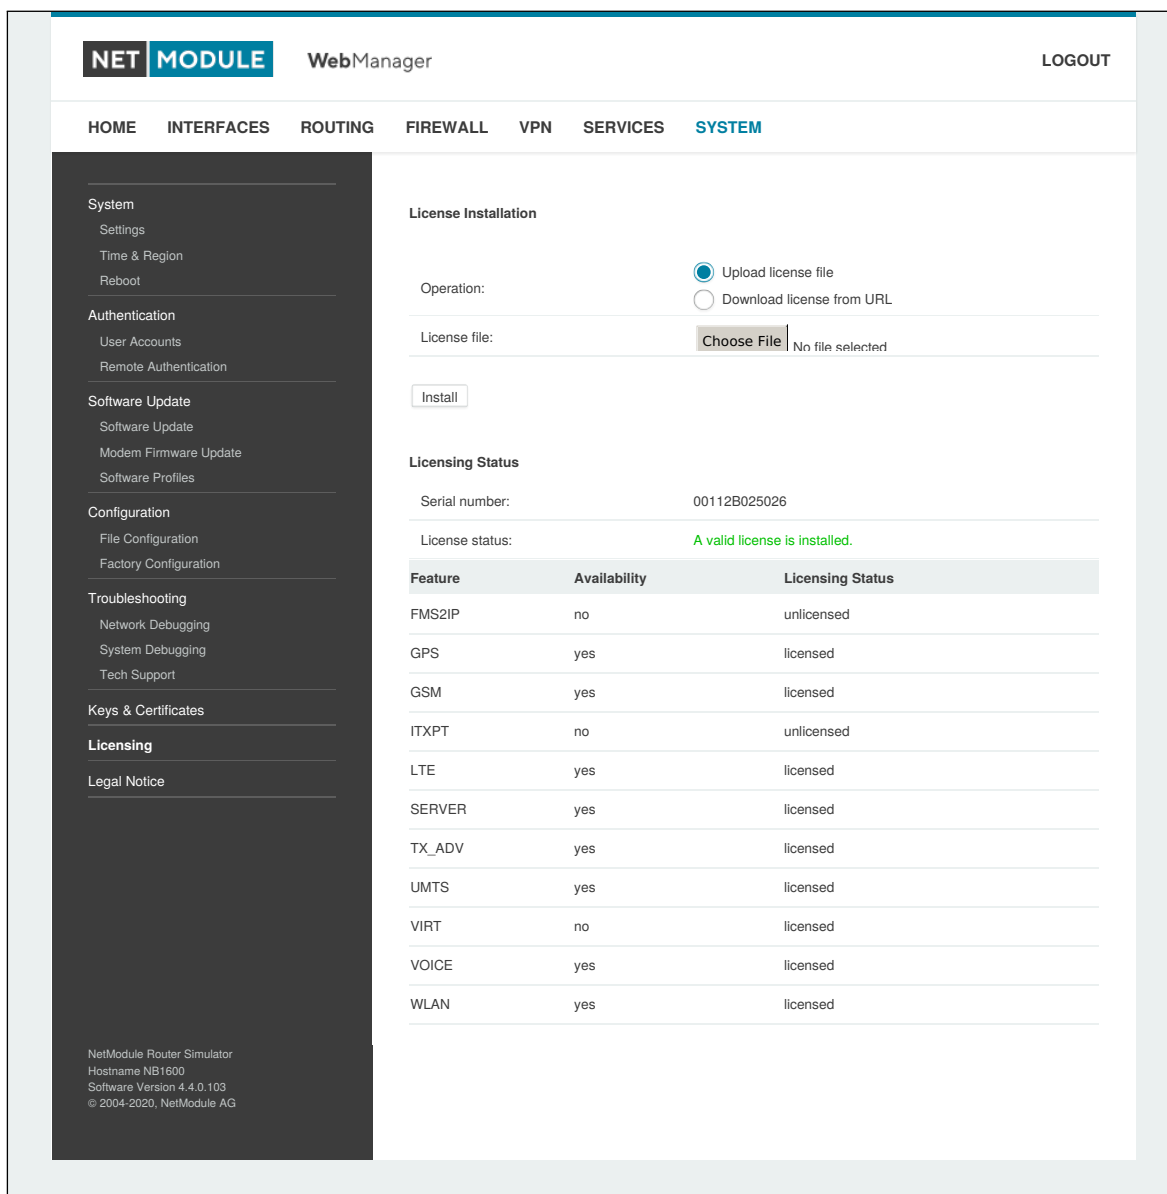 NET MODULE WebManager LOGOUT
HOME INTERFACES ROUTING FIREWALL VPN SERVICES SYSTEM
System
Settings
Time & Region
Reboot
Authentication
User Accounts
Remote Authentication
Software Update
Software Update
Modem Firmware Update
Software Profiles
Configuration
File Configuration
Factory Configuration
Troubleshooting
Network Debugging
System Debugging
Tech Support
Keys & Certificates
Licensing
Legal Notice
NetModule Router Simulator
Hostname NB1600
Software Version 4.4.0.103
© 2004-2020, NetModule AG
License Installation
Operation:
Upload license file
Download license from URL
License file: Choose File No file selected
Install
Licensing Status
Serial number: 00112B025026
License status: A valid license is installed.
Feature Availability Licensing Status
FMS2IP no unlicensed
GPS yes licensed
GSM yes licensed
ITXPT no unlicensed
LTE yes licensed
SERVER yes licensed
TX_ADV yes licensed
UMTS yes licensed
VIRT no licensed
VOICE yes licensed
WLAN yes licensed